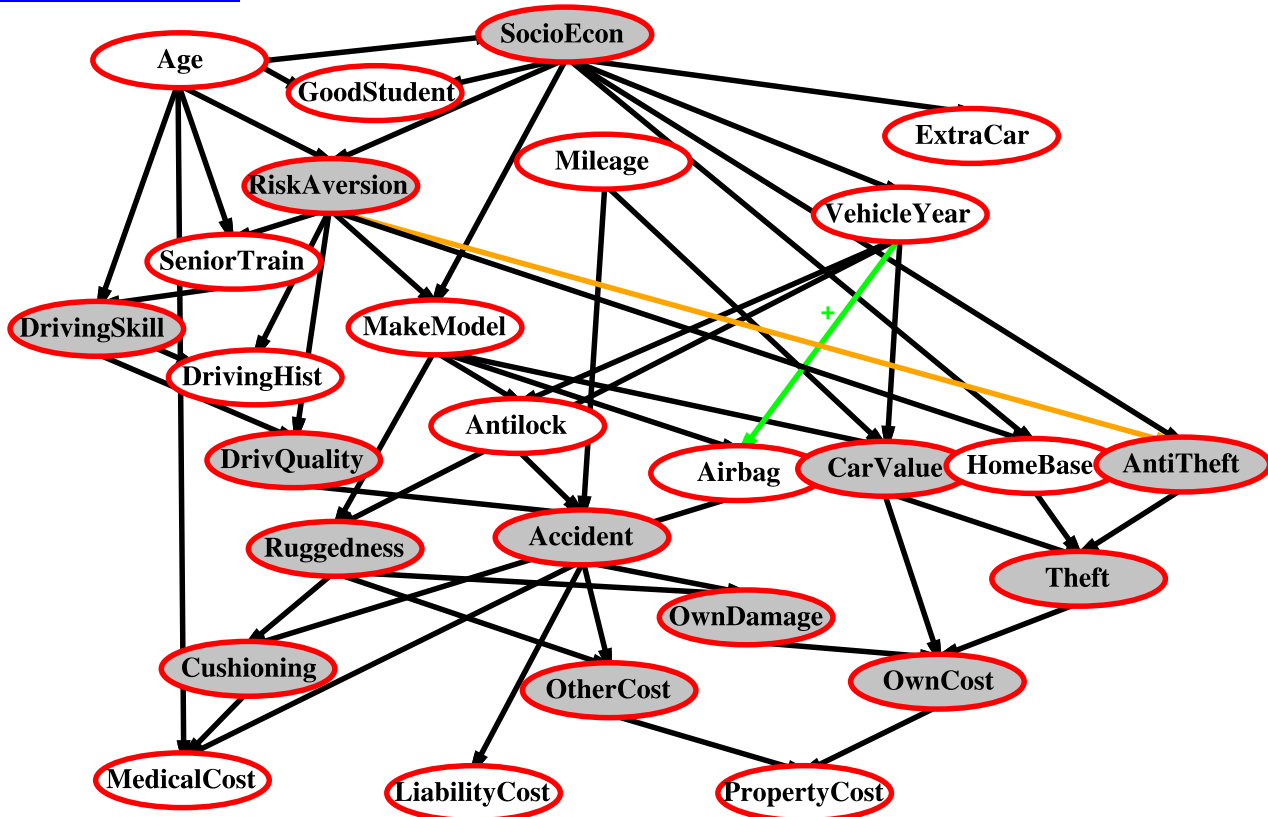 SocioEcon
Age
GoodStudent
ExtraCar
Mileage
RiskAversion
VehicleYear
SeniorTrain
+
DrivingSkill
MakeModel
DrivingHist
Antilock
DrivQuality
Airbag
CarValue
HomeBase
AntiTheft
Ruggedness
Accident
Theft
OwnDamage
Cushioning
OtherCost
OwnCost
MedicalCost
LiabilityCost
PropertyCost